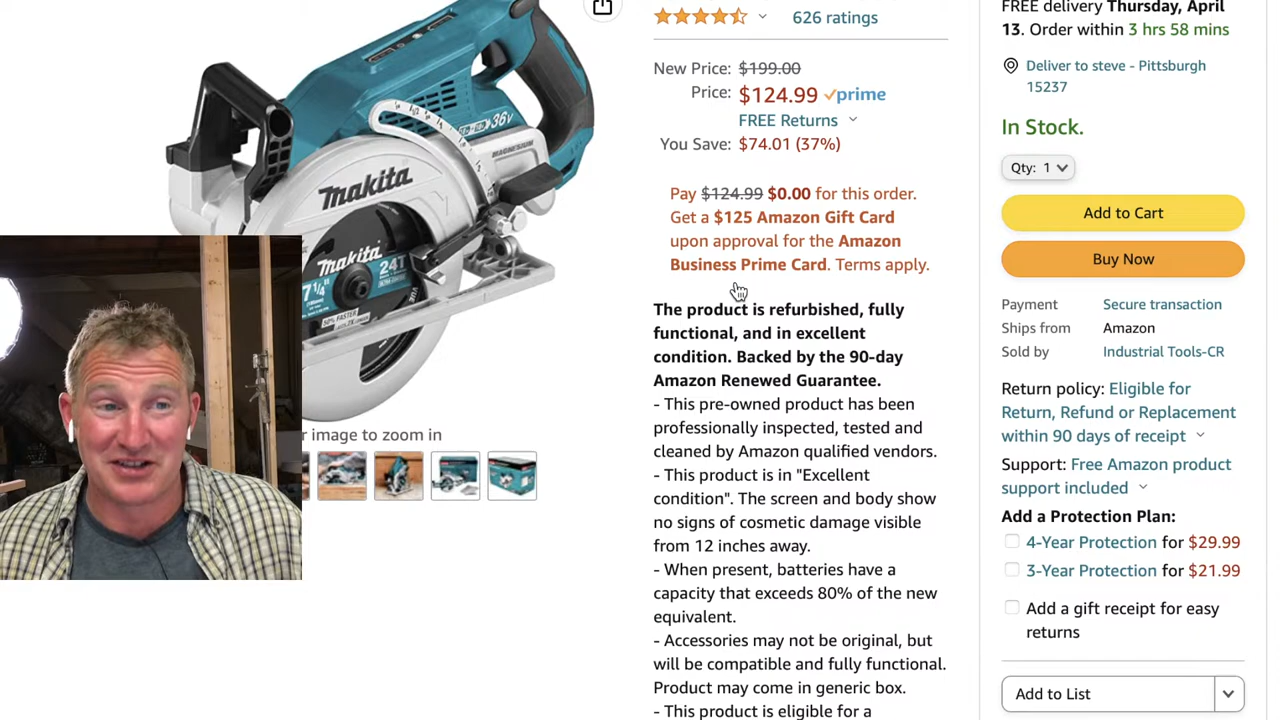 FREE delivery Thursday, April
13. Order within 3 hrs 58 mins
Deliver to steve - Pittsburgh
15237
In Stock.
Qty: 1
Add to Cart
Buy Now
Payment Secure transaction
Ships from Amazon
Sold by Industrial Tools-CR
Return policy: Eligible for
Return, Refund or Replacement
within 90 days of receipt
Support: Free Amazon product
support included
Add a Protection Plan:
4-Year Protection for $29.99
3-Year Protection for $21.99
Add a gift receipt for easy
returns
Add to List
626 ratings
New Price: $199.00
Price: $124.99 prime
FREE Returns
You Save: $74.01 (37%)
Pay $124.99 $0.00 for this order.
Get a $125 Amazon Gift Card
upon approval for the Amazon
Business Prime Card. Terms apply.
The product is refurbished, fully
functional, and in excellent
condition. Backed by the 90-day
Amazon Renewed Guarantee.
- This pre-owned product has been
professionally inspected, tested and
cleaned by Amazon qualified vendors.
- This product is in "Excellent
condition". The screen and body show
no signs of cosmetic damage visible
from 12 inches away.
- When present, batteries have a
capacity that exceeds 80% of the new
equivalent.
- Accessories may not be original, but
will be compatible and fully functional.
Product may come in generic box.
- This product is eligible for a
36V
MAGNESIUM
makita
makita
24T
7 1/4"
50% FASTER
r image to zoom in